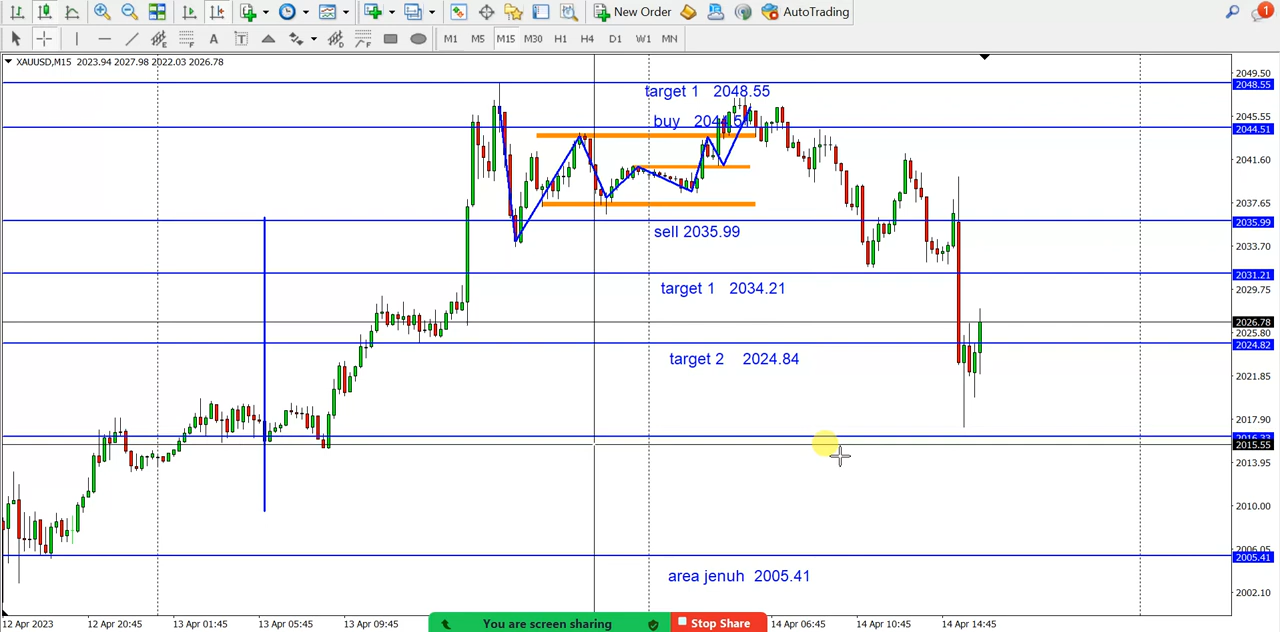 New Order AutoTrading 1
A T E F
M1 M5 M15 M30 H1 H4 D1 W1 MN
XAUUSD,M15 2023.94 2027.98 2022.03 2026.78
2049.50
target 1 2048.55
2048.55
2045.55
buy
2044.51
2041.60
2037.65
2035.99
sell 2035.99
2033.70
2031.21
target 1 2034.21
2029.75
2026.78
2025.80
2024.82
target 2 2024.84
2021.85
2017.90
2015.55
2013.95
2010.00
2006.05
2005.41
area jenuh 2005.41
2002.10
12 Apr 2023 12 Apr 20:45 13 Apr 01:45 13 Apr 05:45 13 Apr 09:45 14 Apr 06:45 14 Apr 10:45 14 Apr 14:45
You are screen sharing Stop Share